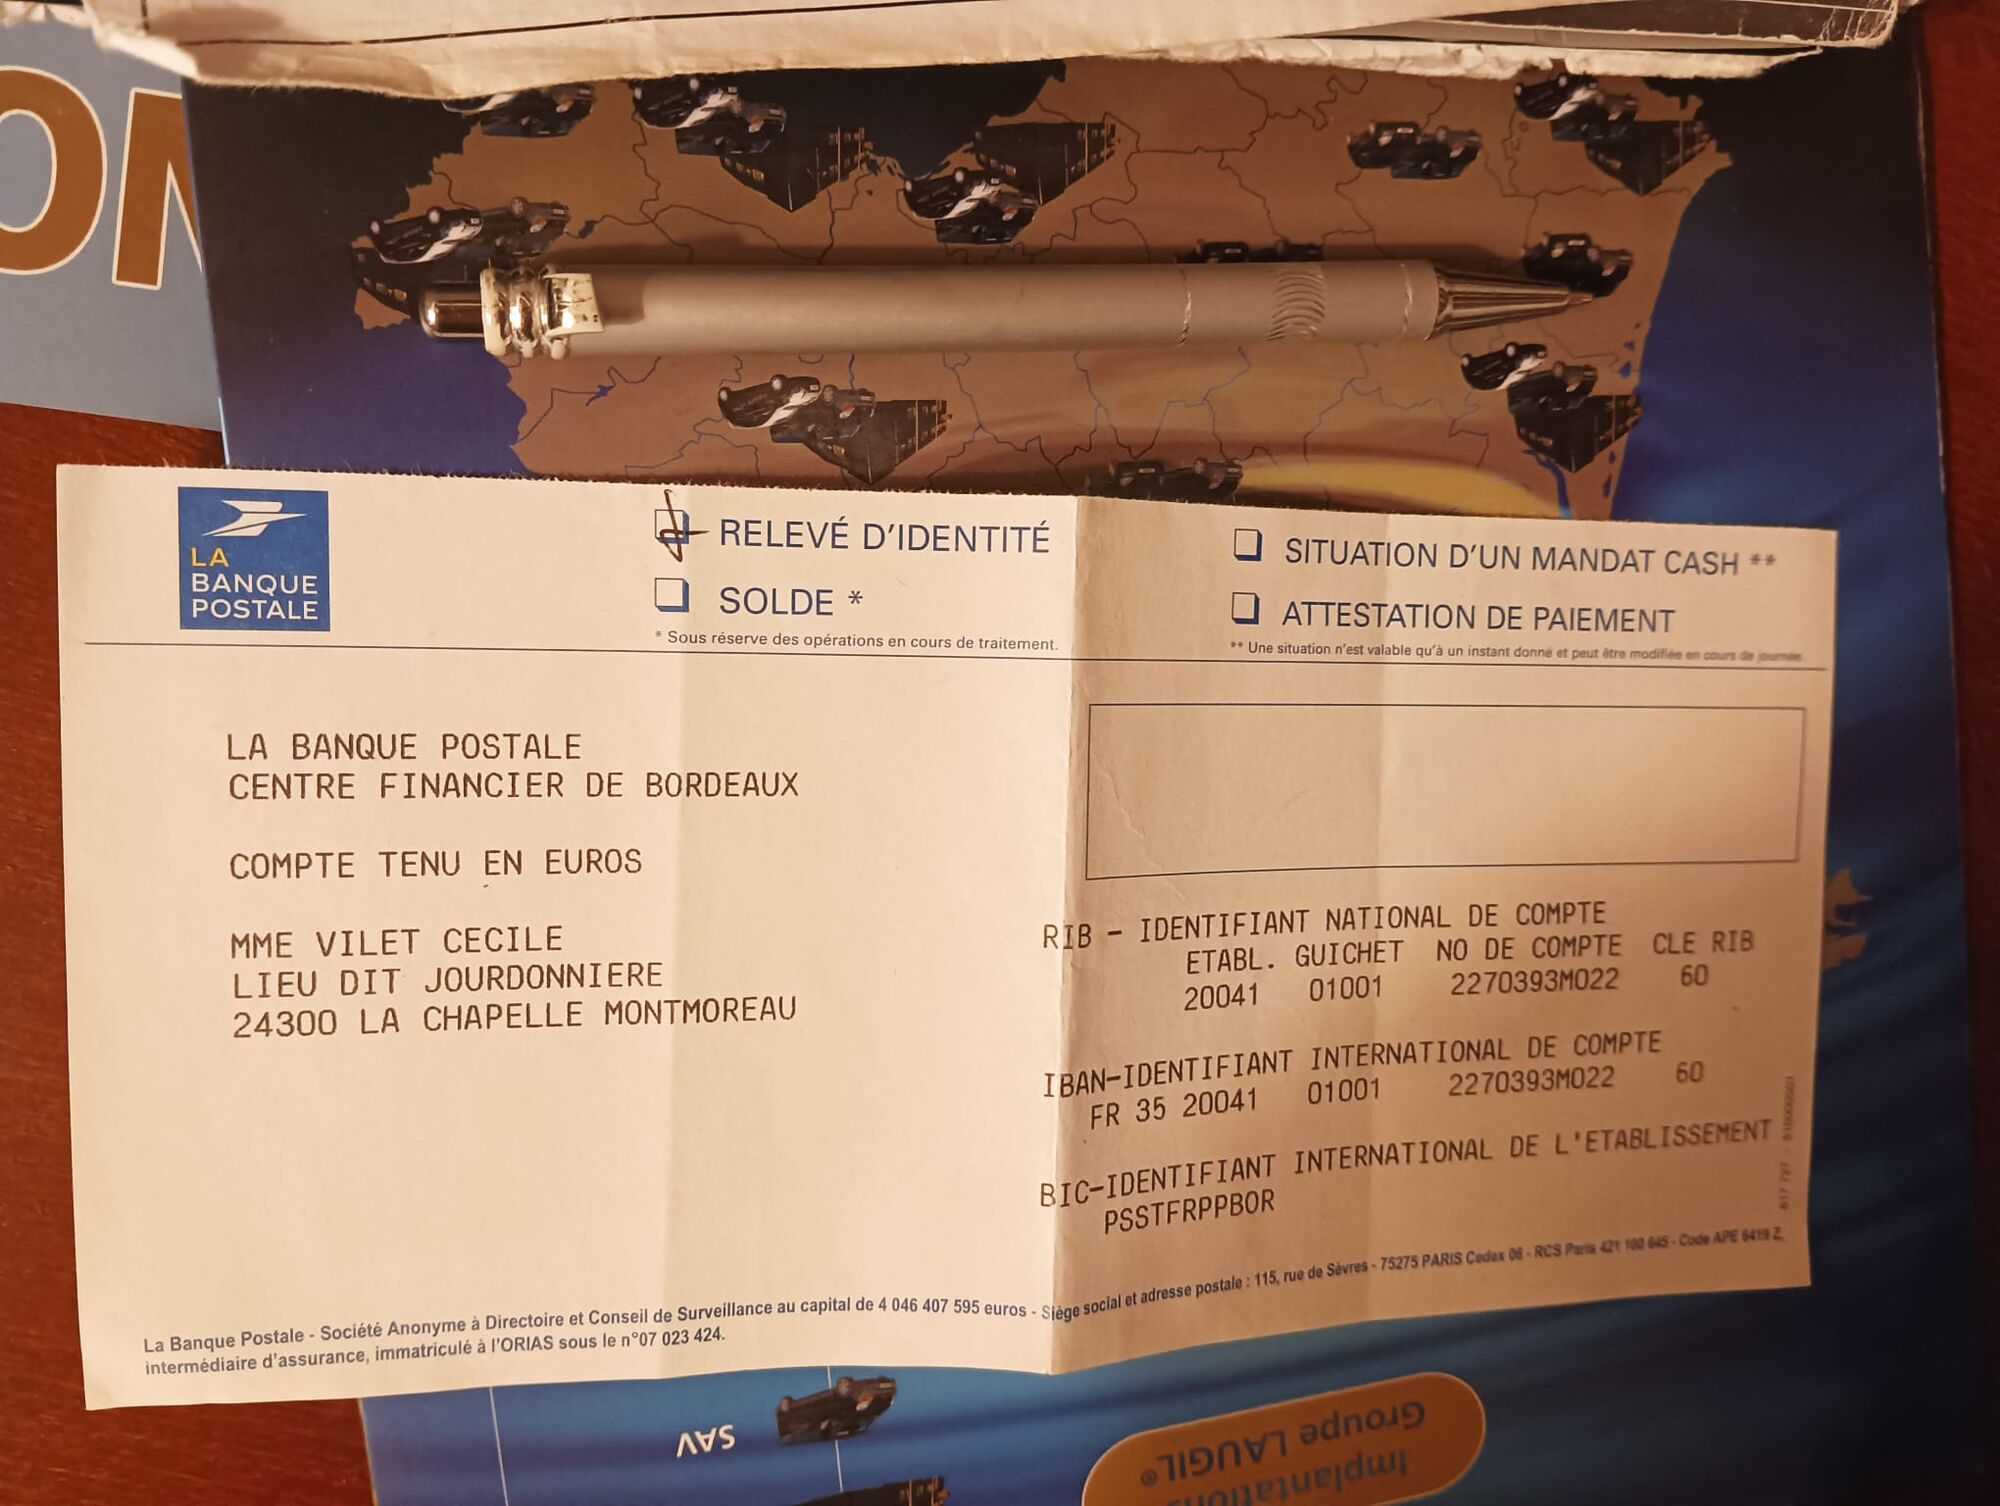 ON
LA
BANQUE
POSTALE
RELEVÉ D'IDENTITÉ
SOLDE *
* Sous réserve des opérations en cours de traitement.
SITUATION D'UN MANDAT CASH **
ATTESTATION DE PAIEMENT
** Une situation n'est valable qu'à un instant donné et peut être modifiée en cours de journée.
LA BANQUE POSTALE
CENTRE FINANCIER DE BORDEAUX
COMPTE TENU EN EUROS
MME VILET CECILE
LIEU DIT JOURDONNIERE
24300 LA CHAPELLE MONTMOREAU
RIB - IDENTIFIANT NATIONAL DE COMPTE
ETABL. GUICHET NO DE COMPTE CLE RIB
20041 01001 2270393M022 60
IBAN-IDENTIFIANT INTERNATIONAL DE COMPTE
FR 35 20041 01001 2270393M022 60
BIC-IDENTIFIANT INTERNATIONAL DE L'ETABLISSEMENT
PSSTFRPPBOR
La Banque Postale - Société Anonyme à Directoire et Conseil de Surveillance au capital de 4 046 407 595 euros - Siège social et adresse postale : 115, rue de Sèvres - 75275 PARIS Cedex 06 - RCS Paris 421 100 645 - Code APE 6419 Z,
intermédiaire d'assurance, immatriculé à l'ORIAS sous le n°07 023 424.
SAV
Implantations
Groupe LAUGIL®